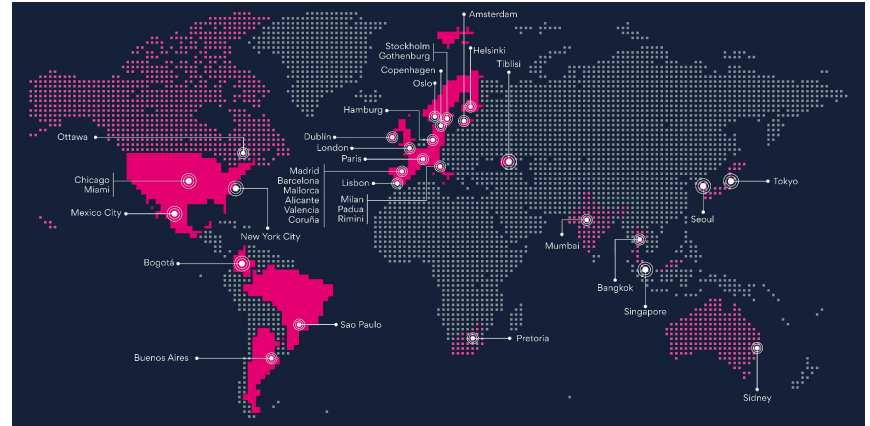 Amsterdam
Stockholm
Gothenburg
Helsinki
Copenhagen
Tiblisi
Oslo
Hamburg
Ottawa
Dublín
London
Paris
Chicago
Miami
Madrid
Barcelona
Mallorca
Alicante
Valencia
Coruña
Lisbon
Milan
Padua
Rimini
Tokyo
Seoul
Mexico City
New York City
Mumbai
Bogotá
Bangkok
Singapore
Sao Paulo
Pretoria
Buenos Aires
Sidney